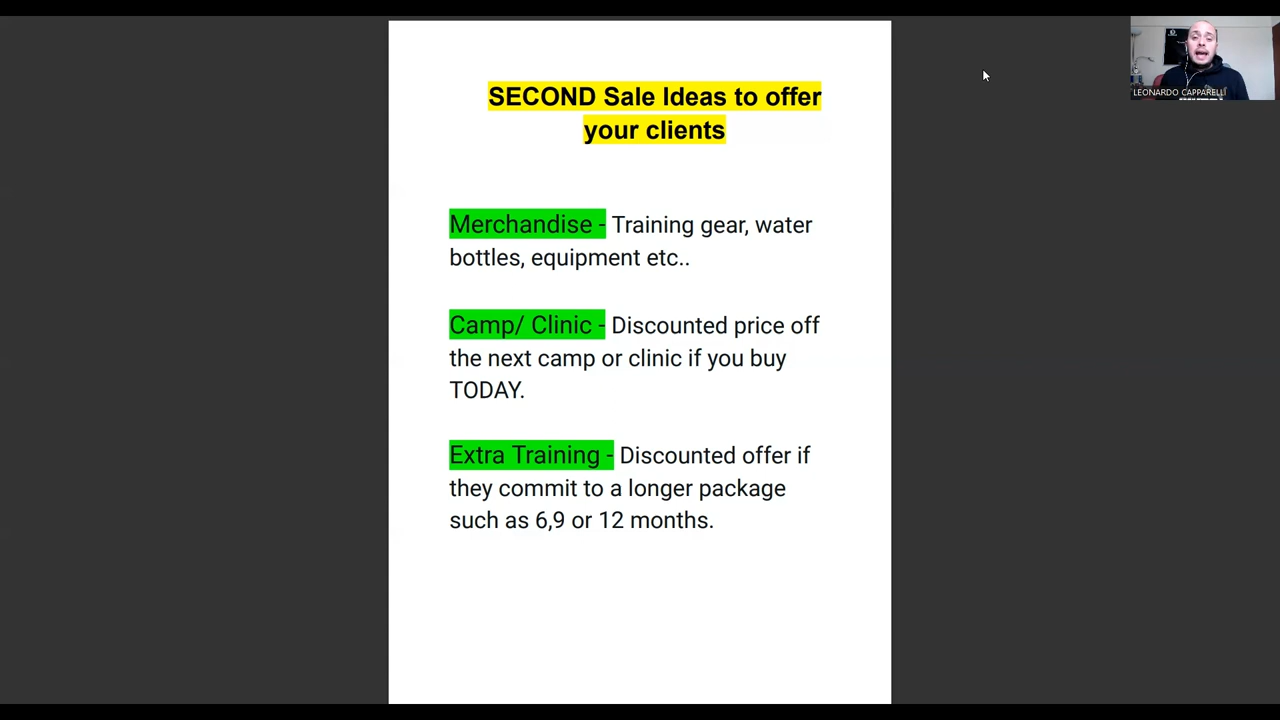 SECOND Sale Ideas to offer
your clients
Merchandise - Training gear, water
bottles, equipment etc..
Camp/ Clinic - Discounted price off
the next camp or clinic if you buy
TODAY.
Extra Training - Discounted offer if
they commit to a longer package
such as 6,9 or 12 months.
LEONARDO CAPPARELLI